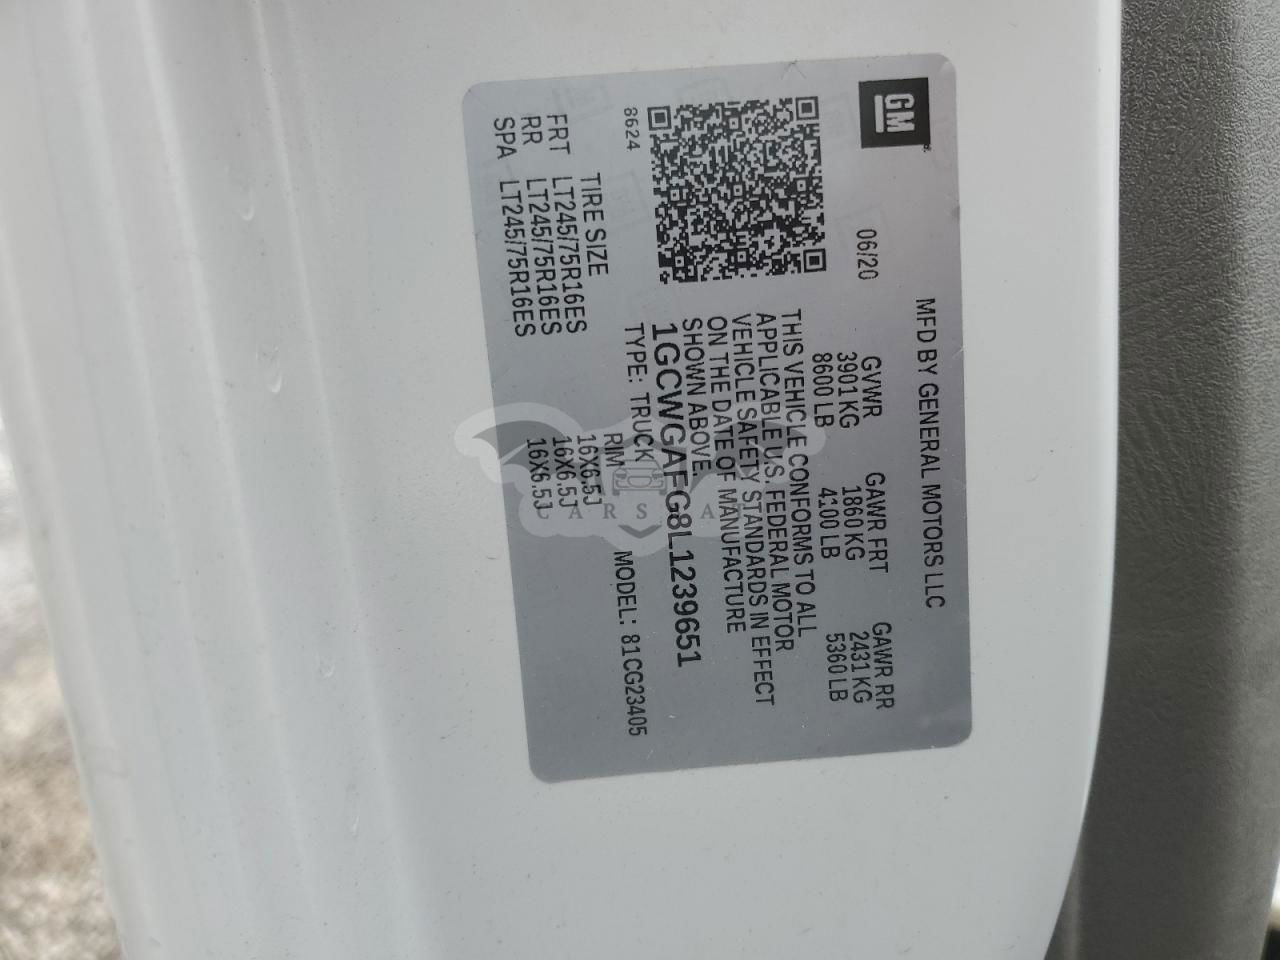 GM
MFD BY GENERAL MOTORS LLC
06/20
GVWR GAWR FRT GAWR RR
3901 KG 1860 KG 2431 KG
8600 LB 4100 LB 5360 LB
THIS VEHICLE CONFORMS TO ALL
APPLICABLE U.S. FEDERAL MOTOR
VEHICLE SAFETY STANDARDS IN EFFECT
ON THE DATE OF MANUFACTURE
SHOWN ABOVE.
1GCWGAFG8L1239651
8624
TYPE: TRUCK MODEL: 81CG23405
TIRE SIZE RIM
FRT LT245/75R16ES 16X6.5J
RR LT245/75R16ES 16X6.5J
SPA LT245/75R16ES 16X6.5J